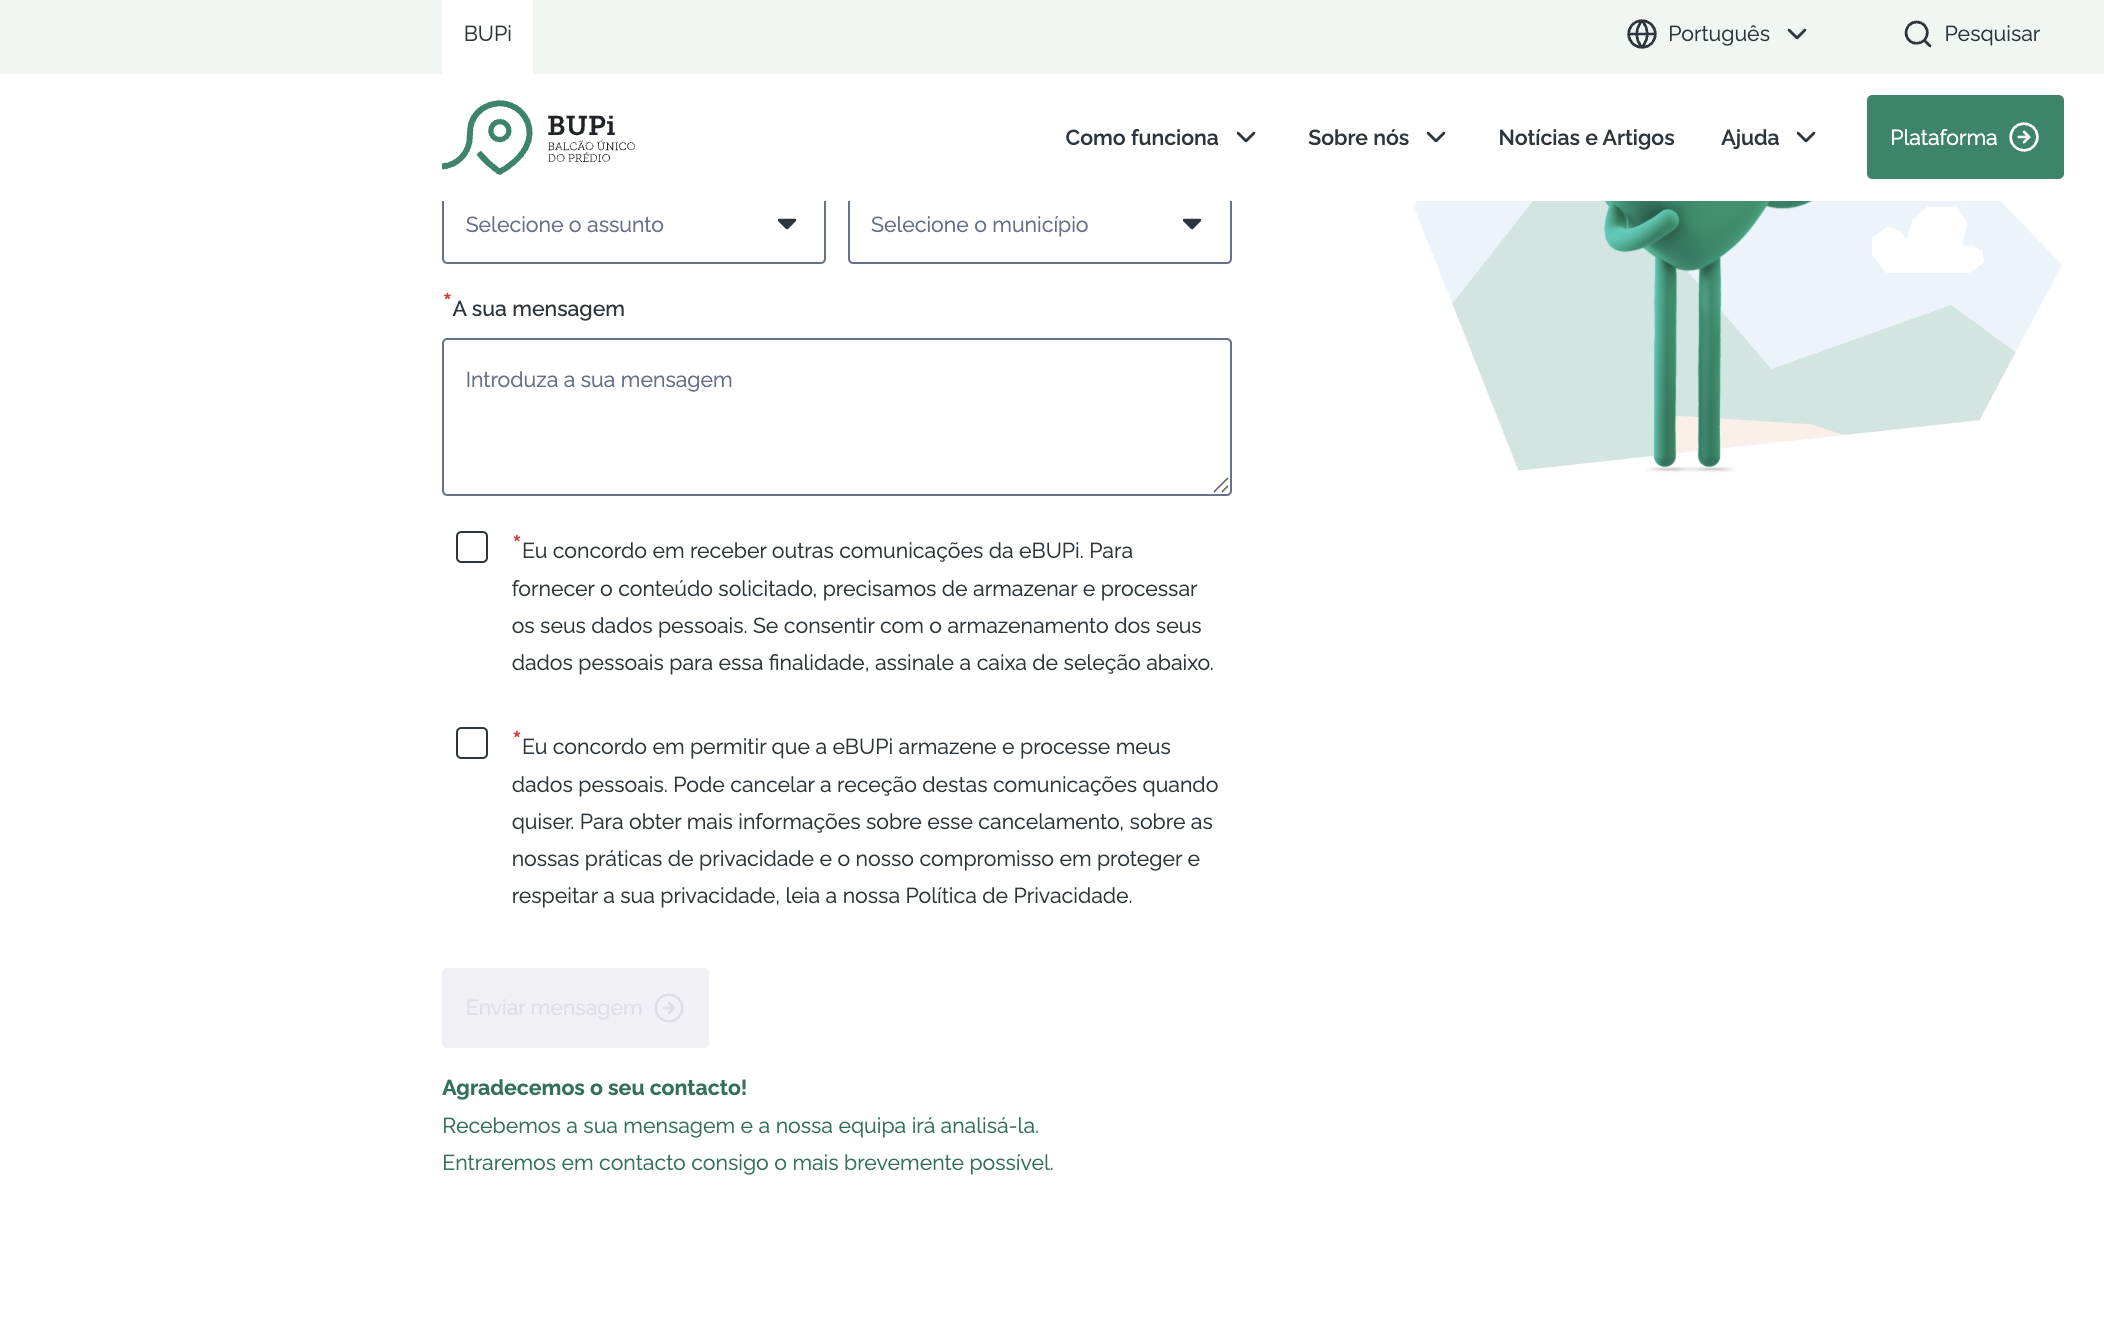 BUPi
Português
Pesquisar
BUPi
BALCÃO ÚNICO
DO PRÉDIO
Como funciona
Sobre nós
Notícias e Artigos
Ajuda
Plataforma
Selecione o assunto
Selecione o município
*A sua mensagem
Introduza a sua mensagem
*Eu concordo em receber outras comunicações da eBUPi. Para
fornecer o conteúdo solicitado, precisamos de armazenar e processar
os seus dados pessoais. Se consentir com o armazenamento dos seus
dados pessoais para essa finalidade, assinale a caixa de seleção abaixo.
*Eu concordo em permitir que a eBUPi armazene e processe meus
dados pessoais. Pode cancelar a receção destas comunicações quando
quiser. Para obter mais informações sobre esse cancelamento, sobre as
nossas práticas de privacidade e o nosso compromisso em proteger e
respeitar a sua privacidade, leia a nossa Política de Privacidade.
Enviar mensagem
Agradecemos o seu contacto!
Recebemos a sua mensagem e a nossa equipa irá analisá-la.
Entraremos em contacto consigo o mais brevemente possível.